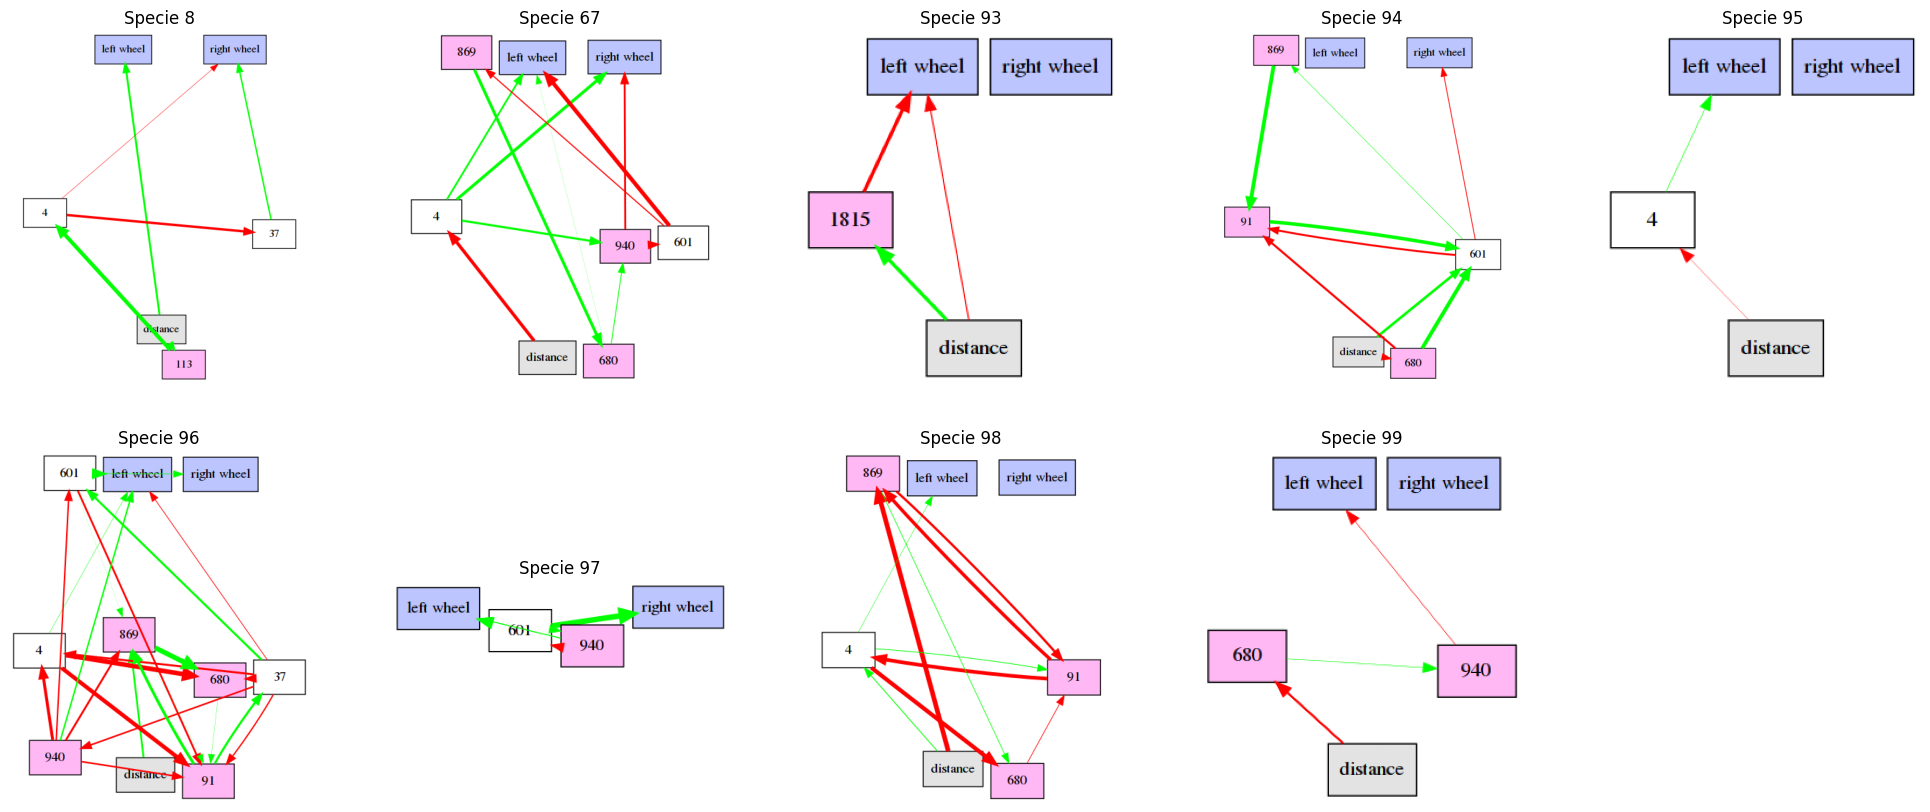 Specie 8
left wheel
right wheel
4
37
distance
113
Specie 67
869
left wheel
right wheel
4
940
601
distance
680
Specie 93
left wheel
right wheel
1815
distance
Specie 94
869
left wheel
right wheel
91
601
distance
680
Specie 95
left wheel
right wheel
4
distance
Specie 96
601
left wheel
right wheel
869
4
680
37
940
distance
91
Specie 97
left wheel
601
right wheel
940
Specie 98
869
left wheel
right wheel
4
91
distance
680
Specie 99
left wheel
right wheel
680
940
distance